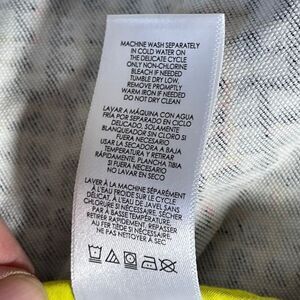 MACHINE WASH SEPARATELY
IN COLD WATER ON
THE DELICATE CYCLE
ONLY NON-CHLORINE
BLEACH IF NEEDED
TUMBLE DRY LOW,
REMOVE PROMPTLY
WARM IRON IF NEEDED
DO NOT DRY CLEAN
LAVAR A MÁQUINA CON AGUA
FRÍA POR SEPARADO EN CICLO
DELICADO, SOLAMENTE
BLANQUEADOR SIN CLORO SI
FUERA NECESARIO
USAR LA SECADORA A BAJA
TEMPERATURA Y RETIRAR
RÁPIDAMENTE, PLANCHA TIBIA
SI FUERA NECESARIO
NO LAVAR EN SECO
LAVER À LA MACHINE SÉPARÉMENT
À L'EAU FROIDE SUR LE CYCLE
DÉLICAT, À L'EAU DE JAVEL SANS
CHLORE SI NÉCESSAIRE, SÉCHER
PAR À BASSE TEMPÉRATURE,
RETIRER RAPIDEMENT, REPASSER
AU FER TIÈDE SI NÉCESSAIRE
NE PAS NETTOYER À SEC